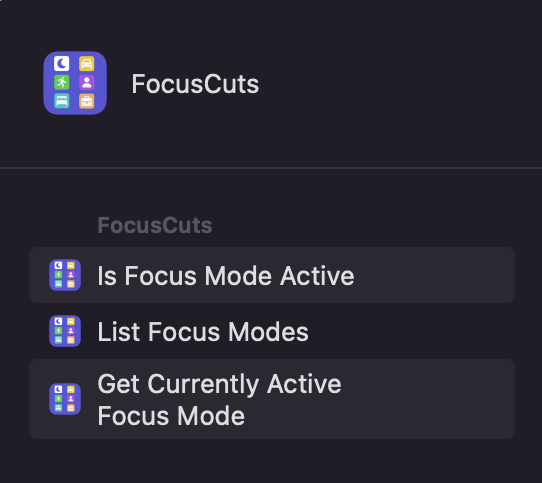 FocusCuts
FocusCuts
Is Focus Mode Active
List Focus Modes
Get Currently Active
Focus Mode